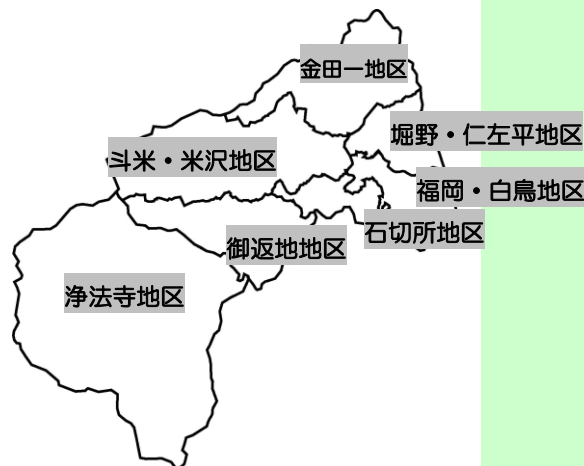 金田一地区
堀野・仁左平地区
斗米・米沢地区
福岡・白鳥地区
石切所地区
御返地地区
浄法寺地区